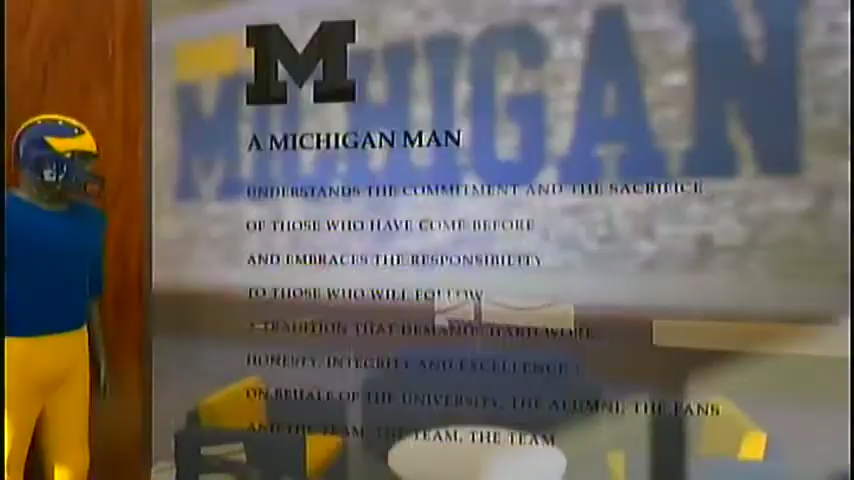 MICHIGAN
M
A MICHIGAN MAN
UNDERSTANDS THE COMMITMENT AND THE SACRIFICE
OF THOSE WHO HAVE COME BEFORE
AND EMBRACES THE RESPONSIBILITY
TO THOSE WHO WILL FOLLOW
A TRADITION THAT DEMANDS HARD WORK
HONESTY, INTEGRITY AND EXCELLENCE
ON BEHALF OF THE UNIVERSITY, THE ALUMNI, THE FANS
AND THE TEAM, THE TEAM, THE TEAM